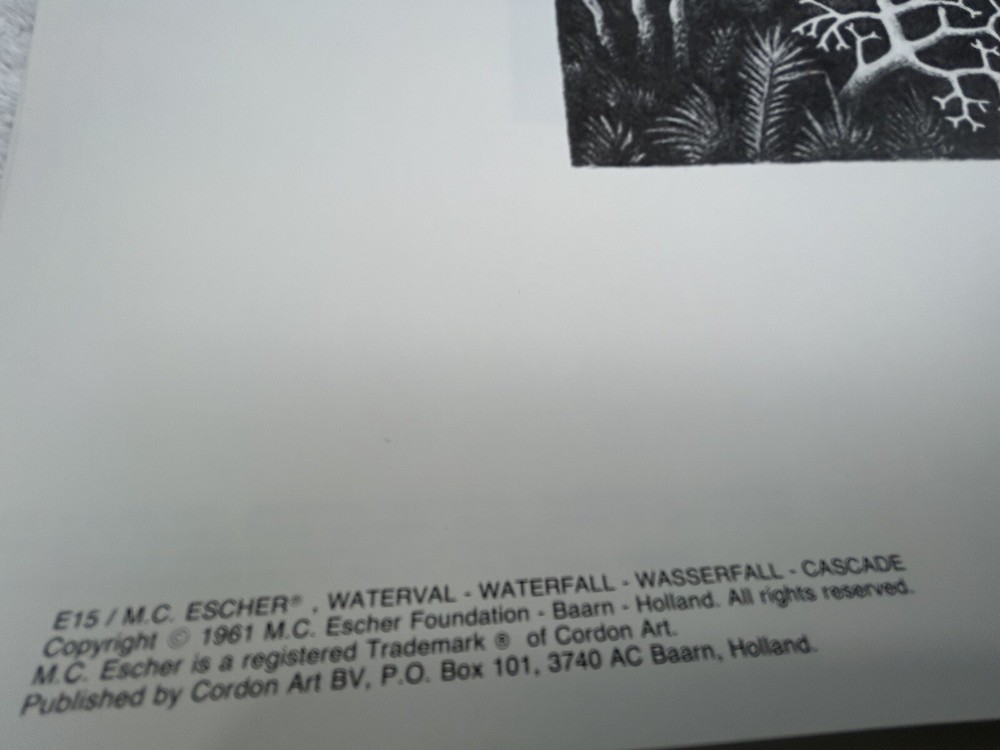 E15 / M.C. ESCHER® , WATERVAL - WATERFALL - WASSERFALL - CASCADE
Copyright © 1961 M.C. Escher Foundation - Baarn - Holland. All rights reserved.
M.C. Escher is a registered Trademark ® of Cordon Art.
Published by Cordon Art BV, P.O. Box 101, 3740 AC Baarn, Holland.